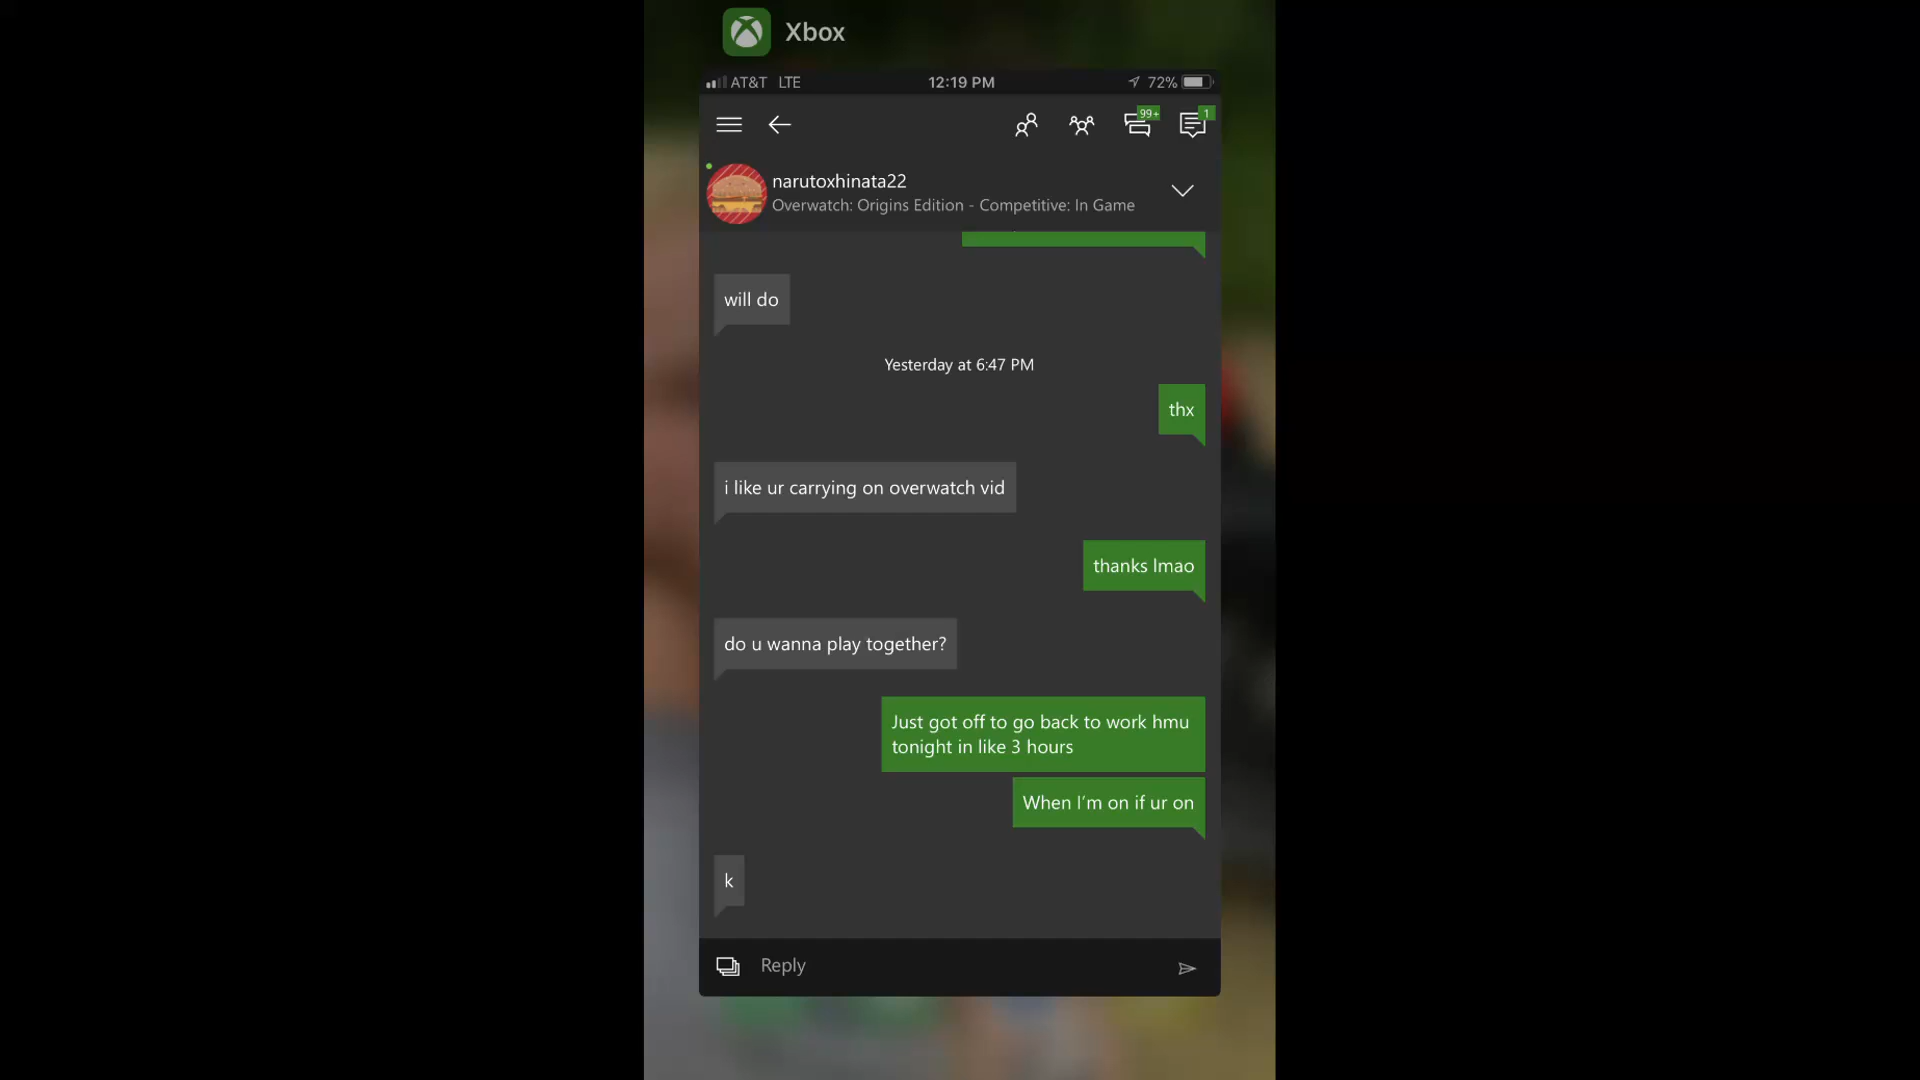 Xbox
AT&T LTE 12:19 PM 72%
99+ 1
narutoxhinata22
Overwatch: Origins Edition - Competitive: In Game
will do
Yesterday at 6:47 PM
thx
i like ur carrying on overwatch vid
thanks lmao
do u wanna play together?
Just got off to go back to work hmu
tonight in like 3 hours
When I'm on if ur on
k
Reply